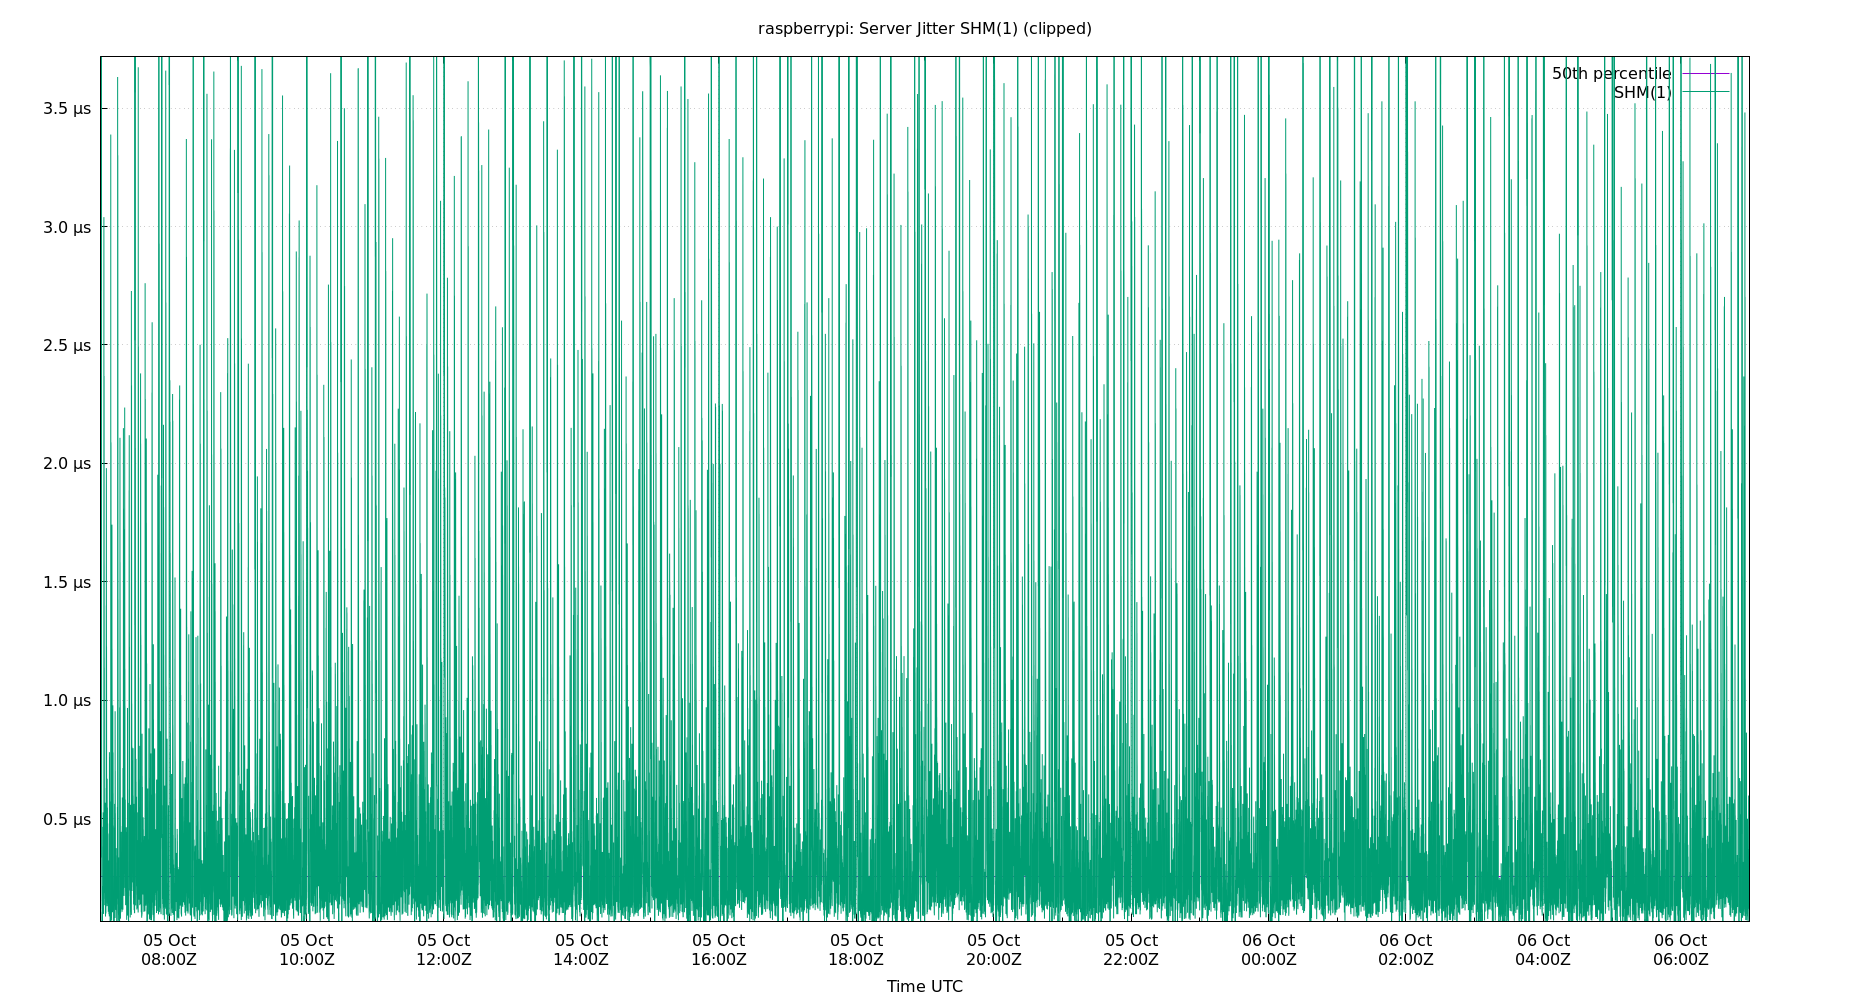 raspberrypi: Server Jitter SHM(1) (clipped)
50th percentile
SHM(1)
3.5 μs
3.0 μs
2.5 μs
2.0 μs
1.5 μs
1.0 μs
0.5 μs
05 Oct 05 Oct 05 Oct 05 Oct 05 Oct 05 Oct 05 Oct 05 Oct 06 Oct 06 Oct 06 Oct 06 Oct
08:00Z 10:00Z 12:00Z 14:00Z 16:00Z 18:00Z 20:00Z 22:00Z 00:00Z 02:00Z 04:00Z 06:00Z
Time UTC